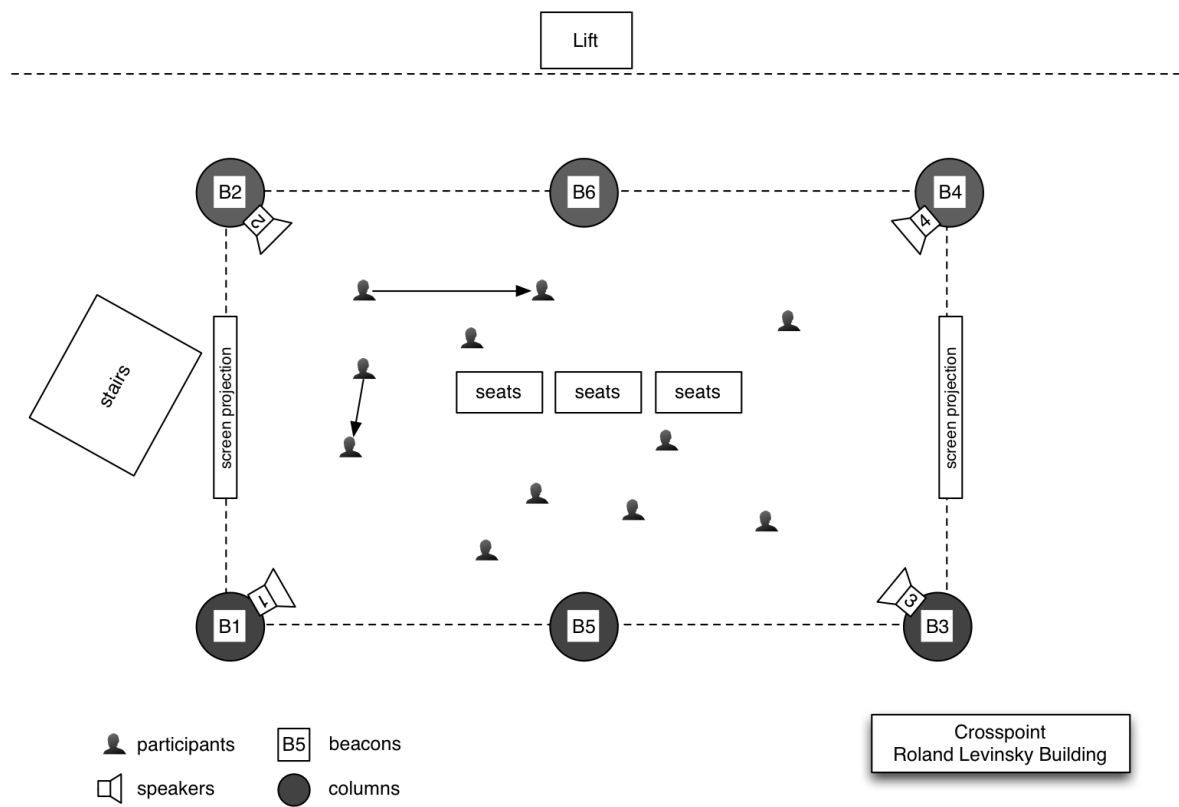 Lift
B2
B6
B4
2
4
stairs
screen projection
seats
seats
seats
screen projection
1
3
B1
B5
B3
participants
B5
beacons
speakers
columns
Crosspoint
Roland Levinsky Building